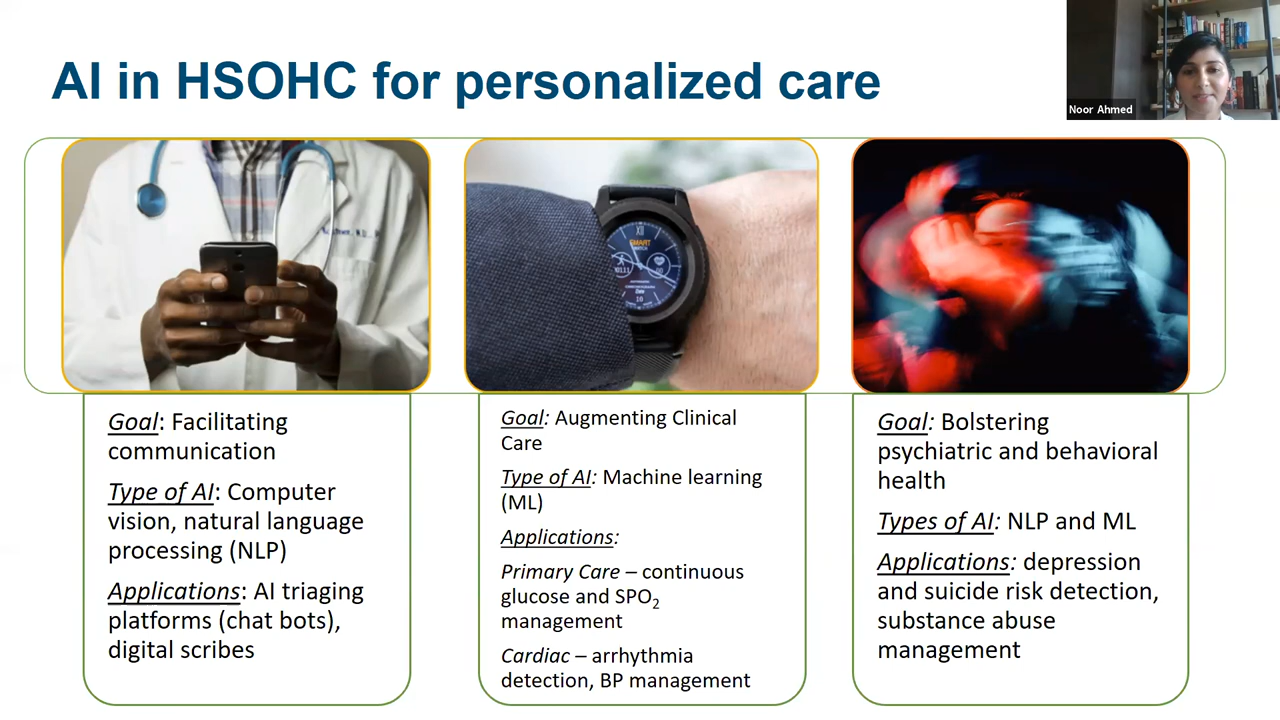 AI in HSOHC for personalized care
Noor Ahmed
XII
SMART
10
Goal: Facilitating
communication
Type of AI: Computer
vision, natural language
processing (NLP)
Applications: AI triaging
platforms (chat bots),
digital scribes
Goal: Augmenting Clinical
Care
Type of AI: Machine learning
(ML)
Applications:
Primary Care – continuous
glucose and SPO₂
management
Cardiac – arrhythmia
detection, BP management
Goal: Bolstering
psychiatric and behavioral
health
Types of AI: NLP and ML
Applications: depression
and suicide risk detection,
substance abuse
management